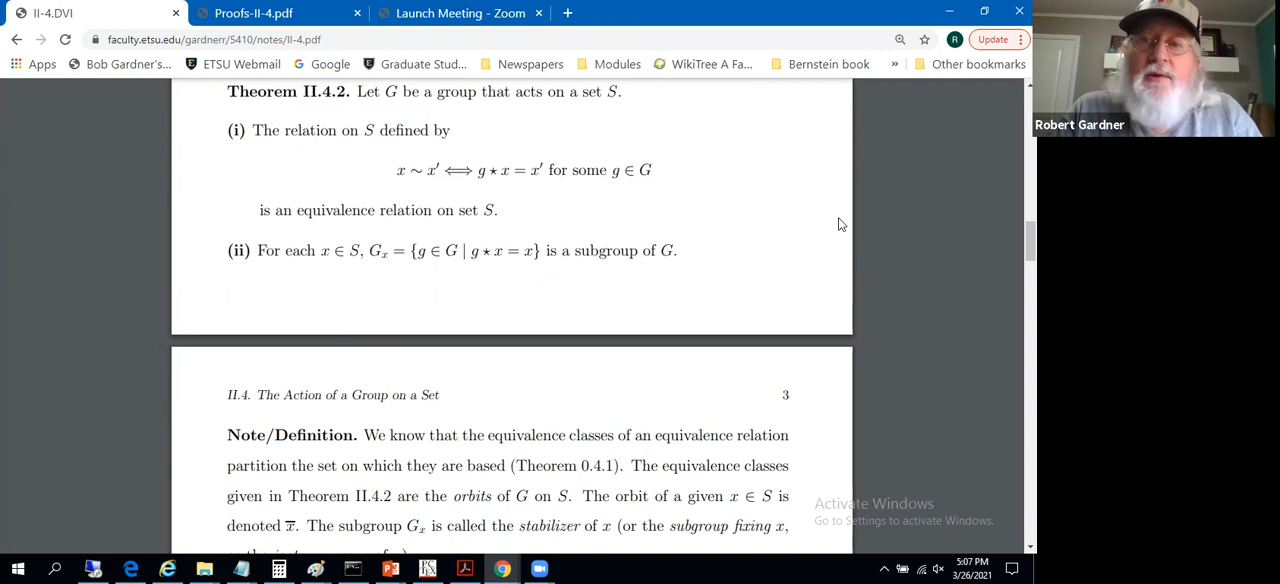 II-4.DVI
Proofs-II-4.pdf
Launch Meeting - Zoom
faculty.etsu.edu/gardnerr/5410/notes/II-4.pdf
R
Update
Apps
Bob Gardner's...
ETSU Webmail
Google
Graduate Stud...
Newspapers
Modules
WikiTree A Fa...
Bernstein book
»
Other bookmarks
Theorem II.4.2. Let G be a group that acts on a set S.
(i) The relation on S defined by
x ∼ x′ ⟺ g ⋆ x = x′ for some g ∈ G
is an equivalence relation on set S.
(ii) For each x ∈ S, Gₓ = {g ∈ G | g ⋆ x = x} is a subgroup of G.
II.4. The Action of a Group on a Set 3
Note/Definition. We know that the equivalence classes of an equivalence relation
partition the set on which they are based (Theorem 0.4.1). The equivalence classes
given in Theorem II.4.2 are the orbits of G on S. The orbit of a given x ∈ S is
denoted x̅. The subgroup Gₓ is called the stabilizer of x (or the subgroup fixing x,
Robert Gardner
Activate Windows
Go to Settings to activate Windows.
5:07 PM
3/26/2021